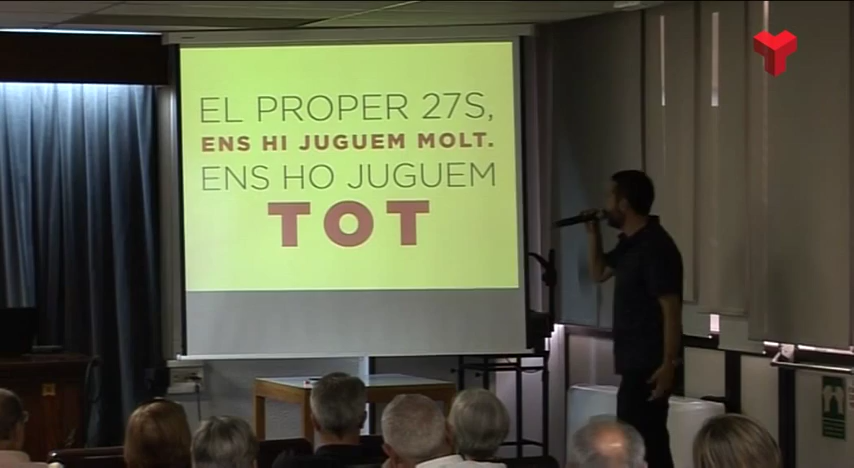 EL PROPER 27S,
ENS HI JUGUEM MOLT.
ENS HO JUGUEM
TOT